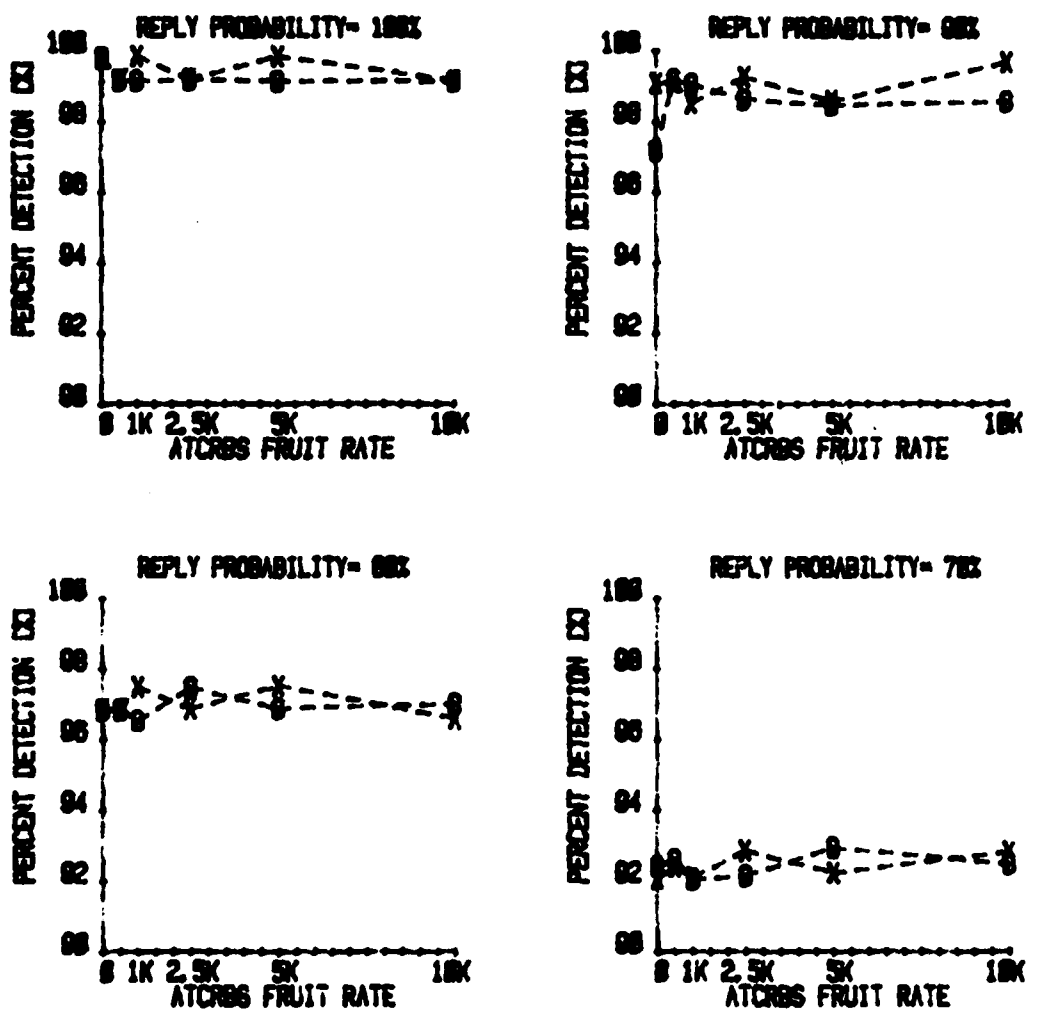 REPLY PROBABILITY= 100%
PERCENT DETECTION [%]
100
98
96
94
92
90
0 1K 2.5K 5K 10K
ATCRBS FRUIT RATE
REPLY PROBABILITY= 90%
PERCENT DETECTION [%]
100
98
96
94
92
90
0 1K 2.5K 5K 10K
ATCRBS FRUIT RATE
REPLY PROBABILITY= 80%
PERCENT DETECTION [%]
100
98
96
94
92
90
0 1K 2.5K 5K 10K
ATCRBS FRUIT RATE
REPLY PROBABILITY= 70%
PERCENT DETECTION [%]
100
98
96
94
92
90
0 1K 2.5K 5K 10K
ATCRBS FRUIT RATE